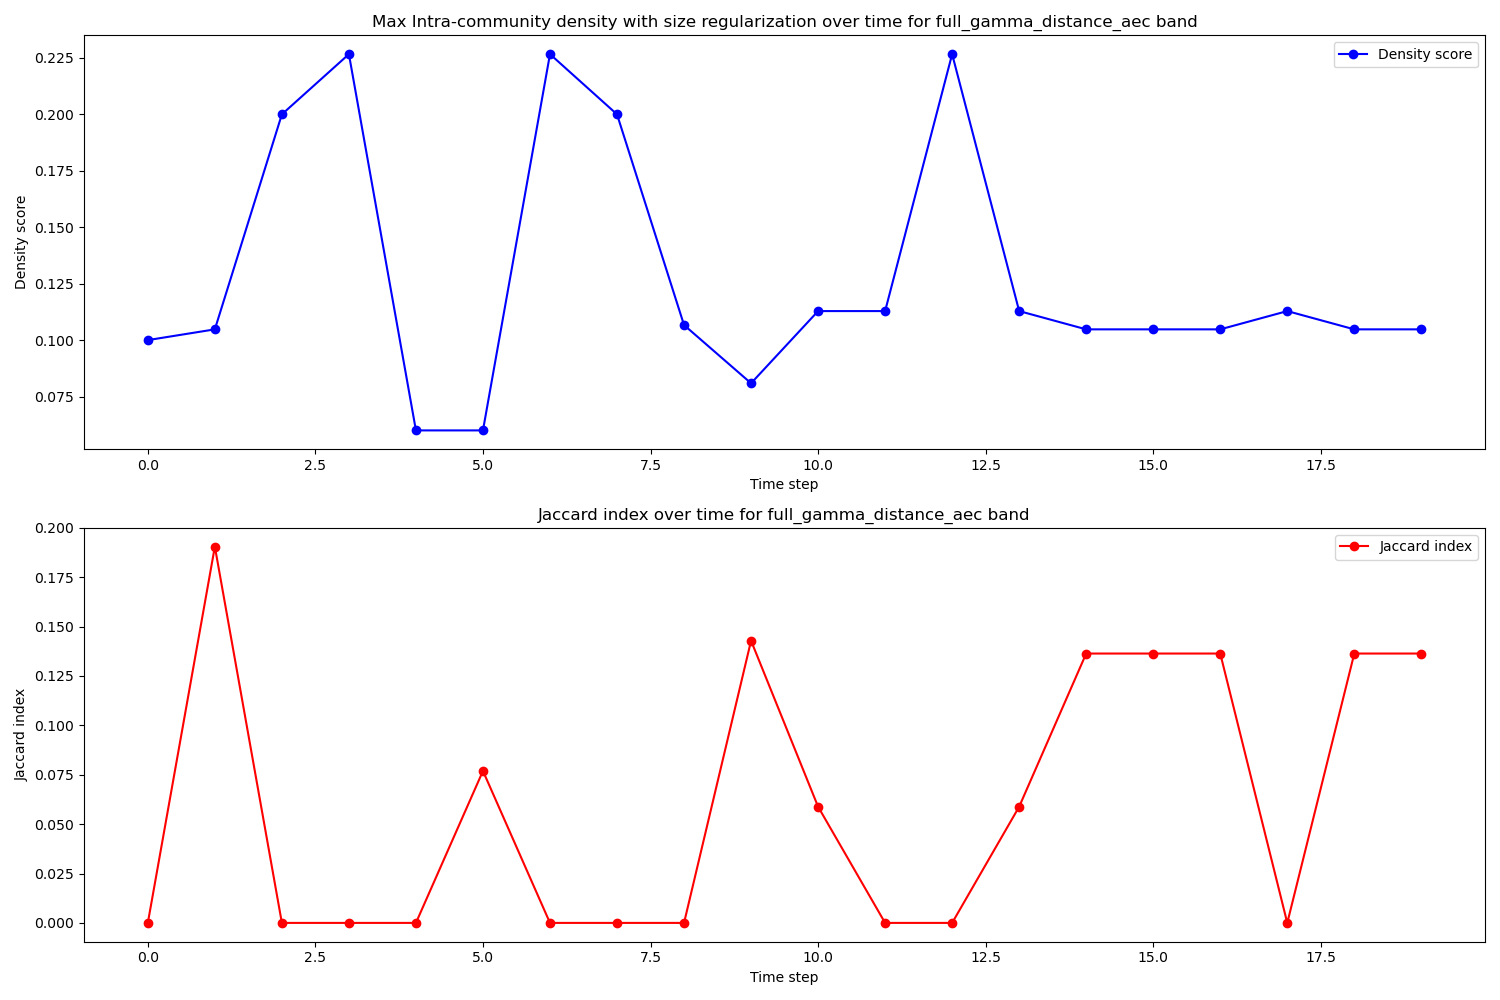 Max Intra-community density with size regularization over time for full_gamma_distance_aec band
Density score
0.225
0.200
0.175
0.150
0.125
0.100
0.075
Density score
0.0 2.5 5.0 7.5 10.0 12.5 15.0 17.5
Time step
Jaccard index over time for full_gamma_distance_aec band
Jaccard index
0.200
0.175
0.150
0.125
0.100
0.075
0.050
0.025
0.000
Jaccard index
0.0 2.5 5.0 7.5 10.0 12.5 15.0 17.5
Time step